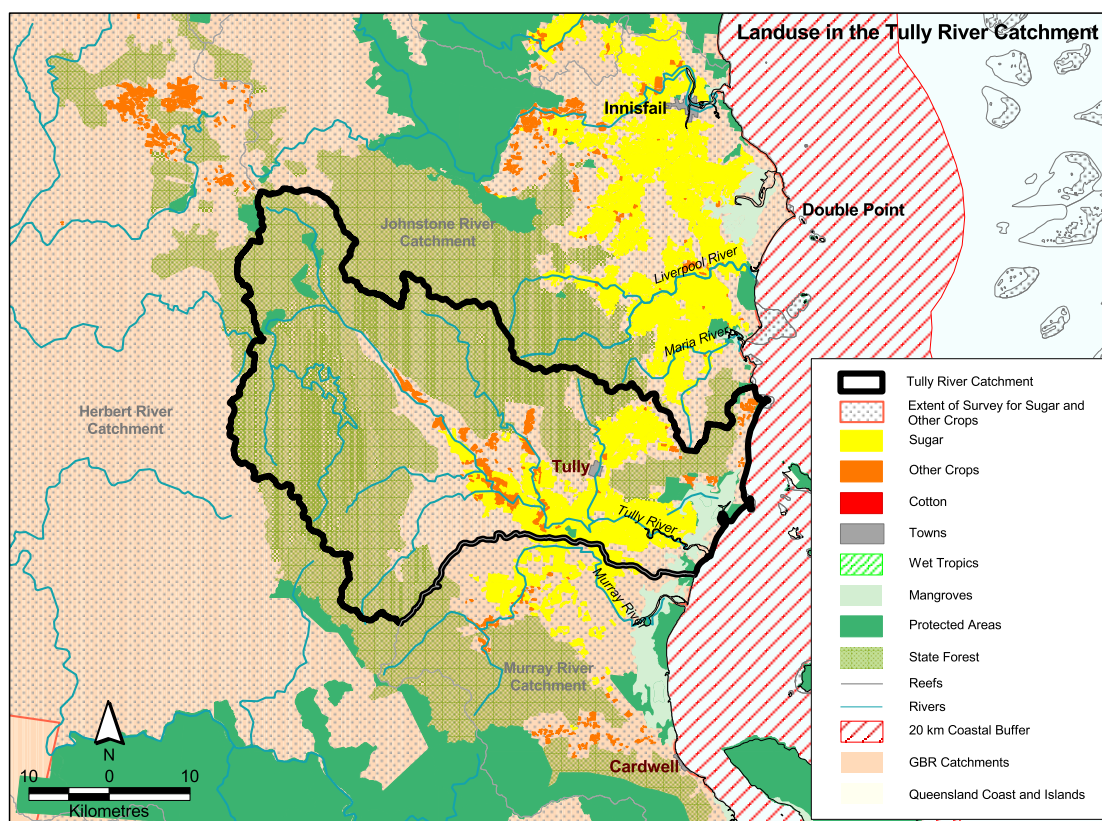 Landuse in the Tully River Catchment
Innisfail
Double Point
Johnstone River
Catchment
Liverpool River
Maria River
Herbert River
Catchment
Tully
Tully River
Murray River
Murray River
Catchment
Cardwell
N
10 0 10
Kilometres
Tully River Catchment
Extent of Survey for Sugar and
Other Crops
Sugar
Other Crops
Cotton
Towns
Wet Tropics
Mangroves
Protected Areas
State Forest
Reefs
Rivers
20 km Coastal Buffer
GBR Catchments
Queensland Coast and Islands